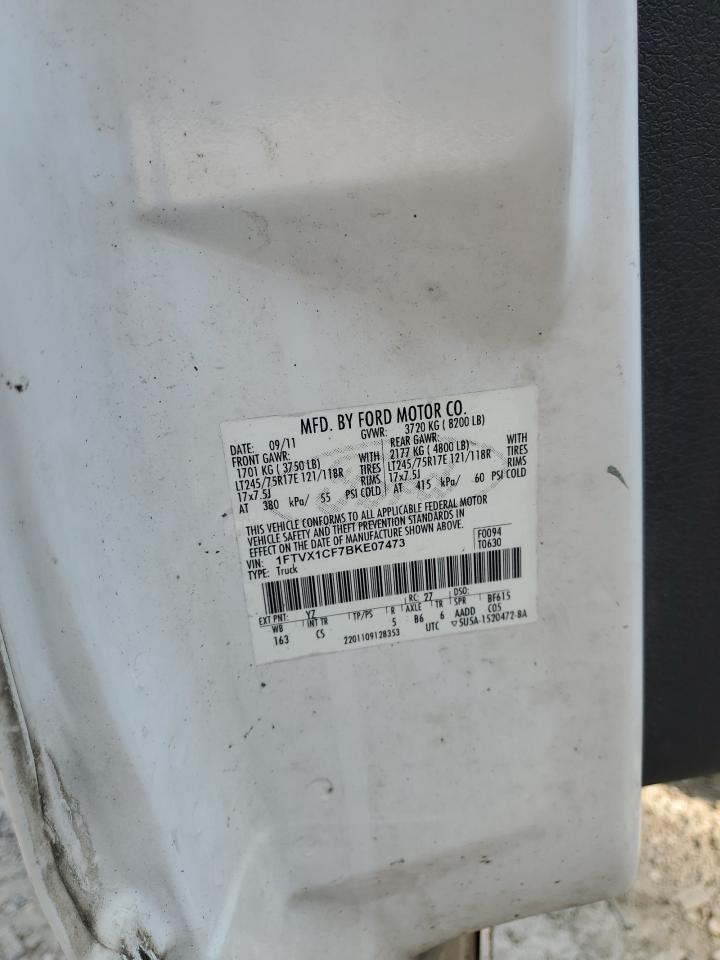 MFD. BY FORD MOTOR CO.
DATE: 09/11 GVWR: 3720 KG ( 8200 LB)
FRONT GAWR: WITH REAR GAWR: WITH
1701 KG ( 3750 LB) TIRES 2177 KG ( 4800 LB) TIRES
LT245/75R17E 121/118R RIMS LT245/75R17E 121/118R RIMS
17x7.5J 17x7.5J
AT 380 kPa/ 55 PSI COLD AT 415 kPa/ 60 PSI COLD
THIS VEHICLE CONFORMS TO ALL APPLICABLE FEDERAL MOTOR
VEHICLE SAFETY AND THEFT PREVENTION STANDARDS IN
EFFECT ON THE DATE OF MANUFACTURE SHOWN ABOVE.
VIN: 1FTVX1CF7BKE07473 F0094
TYPE: Truck T0630
EXT PNT: YZ RC: 27 DSO:
WB INT TR TP/PS R AXLE TR SPR BF615
163 CS 5 B6 6 AADD C05
2201109128353 UTC ▽5U5A-1520472-BA